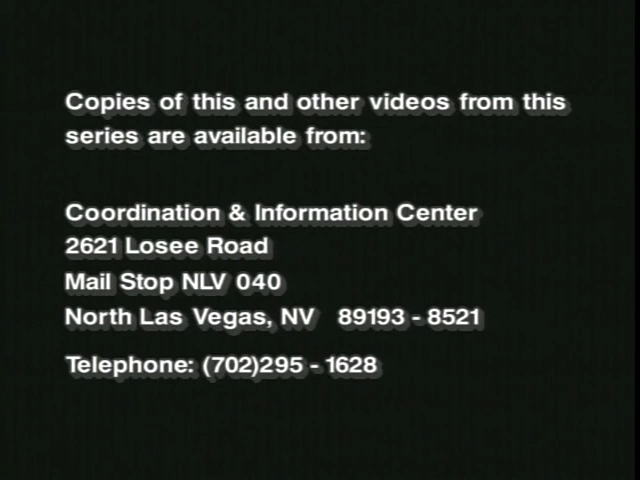 Copies of this and other videos from this
series are available from:
Coordination & Information Center
2621 Losee Road
Mail Stop NLV 040
North Las Vegas, NV 89193 - 8521
Telephone: (702)295 - 1628